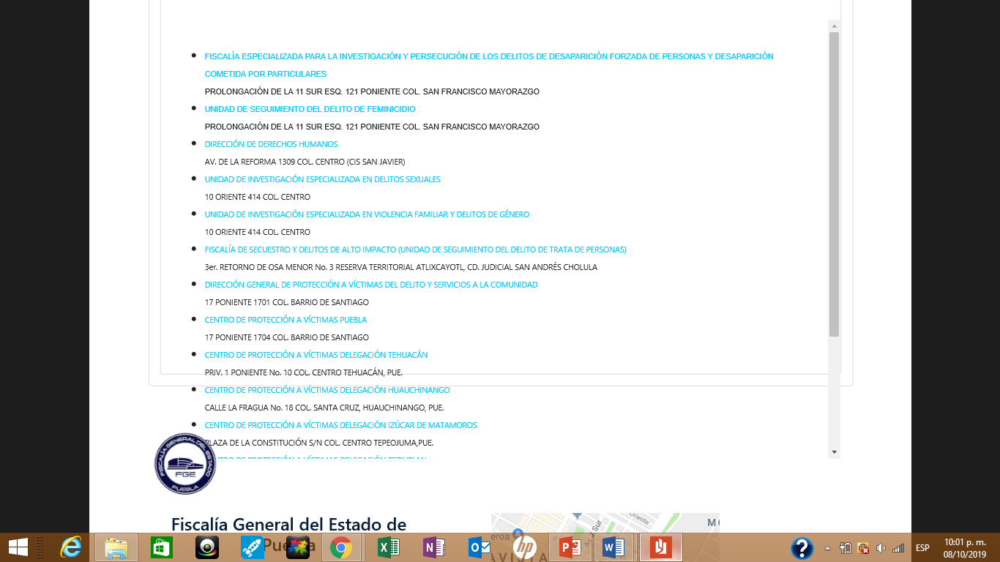 FISCALÍA ESPECIALIZADA PARA LA INVESTIGACIÓN Y PERSECUCIÓN DE LOS DELITOS DE DESAPARICIÓN FORZADA DE PERSONAS Y DESAPARICIÓN
COMETIDA POR PARTICULARES
PROLONGACIÓN DE LA 11 SUR ESQ. 121 PONIENTE COL. SAN FRANCISCO MAYORAZGO
UNIDAD DE SEGUIMIENTO DEL DELITO DE FEMINICIDIO
PROLONGACIÓN DE LA 11 SUR ESQ. 121 PONIENTE COL. SAN FRANCISCO MAYORAZGO
DIRECCIÓN DE DERECHOS HUMANOS
AV. DE LA REFORMA 1309 COL. CENTRO (CIS SAN JAVIER)
UNIDAD DE INVESTIGACIÓN ESPECIALIZADA EN DELITOS SEXUALES
10 ORIENTE 414 COL. CENTRO
UNIDAD DE INVESTIGACIÓN ESPECIALIZADA EN VIOLENCIA FAMILIAR Y DELITOS DE GÉNERO
10 ORIENTE 414 COL. CENTRO
FISCALÍA DE SECUESTRO Y DELITOS DE ALTO IMPACTO (UNIDAD DE SEGUIMIENTO DEL DELITO DE TRATA DE PERSONAS)
3er. RETORNO DE OSA MENOR No. 3 RESERVA TERRITORIAL ATLIXCAYOTL, CD. JUDICIAL SAN ANDRÉS CHOLULA
DIRECCIÓN GENERAL DE PROTECCIÓN A VÍCTIMAS DEL DELITO Y SERVICIOS A LA COMUNIDAD
17 PONIENTE 1701 COL. BARRIO DE SANTIAGO
CENTRO DE PROTECCIÓN A VÍCTIMAS PUEBLA
17 PONIENTE 1704 COL. BARRIO DE SANTIAGO
CENTRO DE PROTECCIÓN A VÍCTIMAS DELEGACIÓN TEHUACÁN
PRIV. 1 PONIENTE No. 10 COL. CENTRO TEHUACÁN, PUE.
CENTRO DE PROTECCIÓN A VÍCTIMAS DELEGACIÓN HUAUCHINANGO
CALLE LA FRAGUA No. 18 COL. SANTA CRUZ, HUAUCHINANGO, PUE.
CENTRO DE PROTECCIÓN A VÍCTIMAS DELEGACIÓN IZÚCAR DE MATAMOROS
PLAZA DE LA CONSTITUCIÓN S/N COL. CENTRO TEPEOJUMA,PUE.
FISCALÍA GENERAL DEL ESTADO
FGE
PUEBLA
Fiscalía General del Estado de
Puebla
Av 2 Sur
Oriente
ESP
10:01 p. m.
08/10/2019